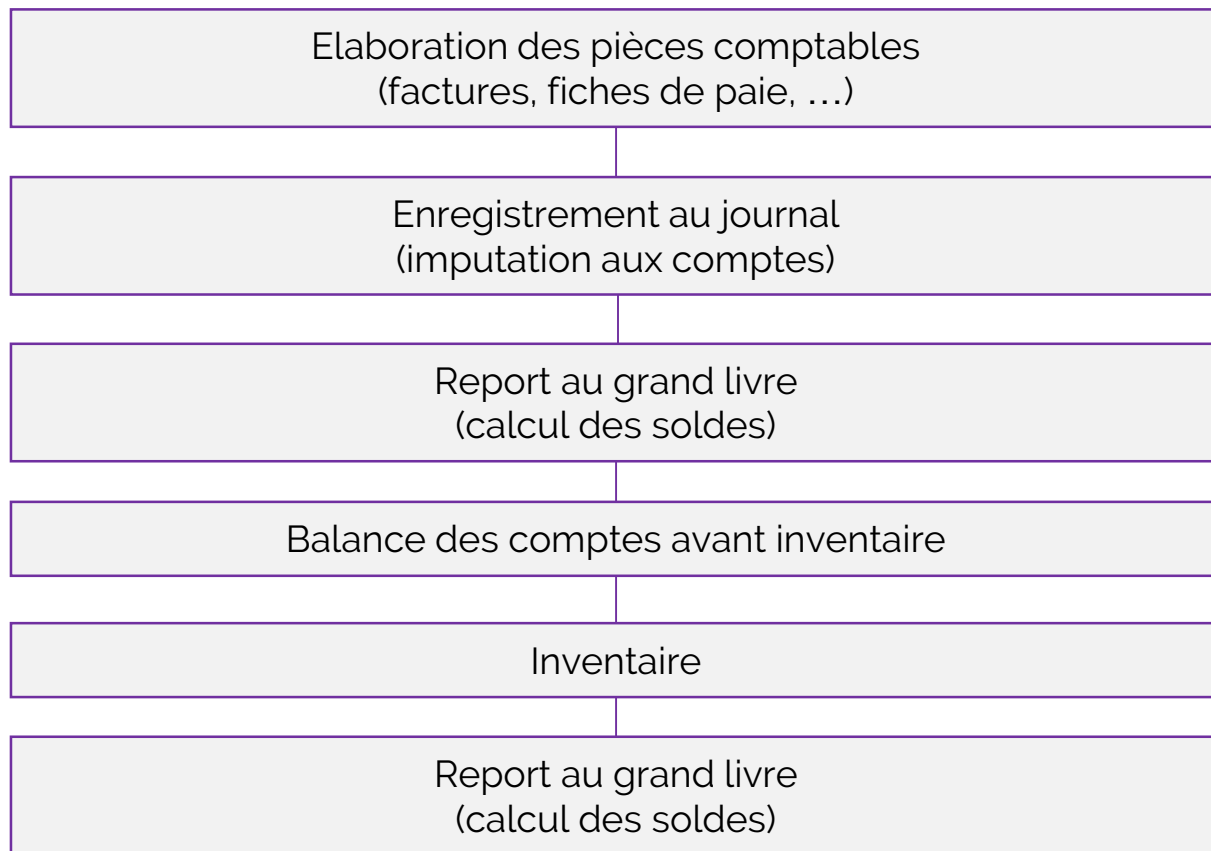 Elaboration des pièces comptables
(factures, fiches de paie, …)
Enregistrement au journal
(imputation aux comptes)
Report au grand livre
(calcul des soldes)
Balance des comptes avant inventaire
Inventaire
Report au grand livre
(calcul des soldes)